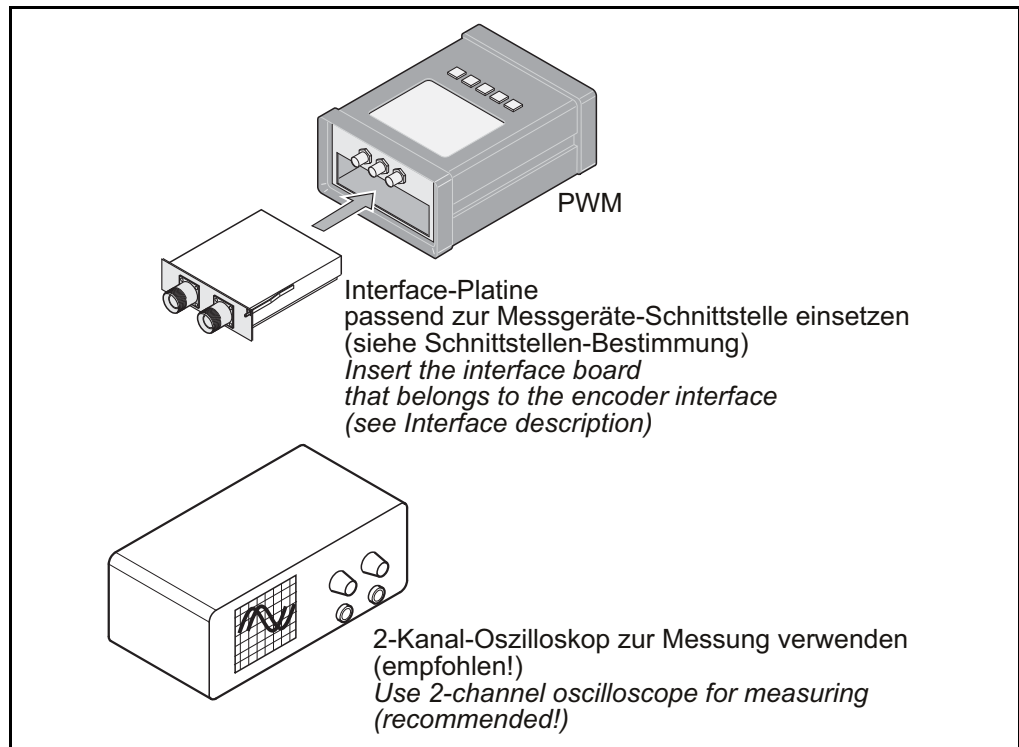 PWM
Interface-Platine
passend zur Messgeräte-Schnittstelle einsetzen
(siehe Schnittstellen-Bestimmung)
Insert the interface board
that belongs to the encoder interface
(see Interface description)
2-Kanal-Oszilloskop zur Messung verwenden
(empfohlen!)
Use 2-channel oscilloscope for measuring
(recommended!)